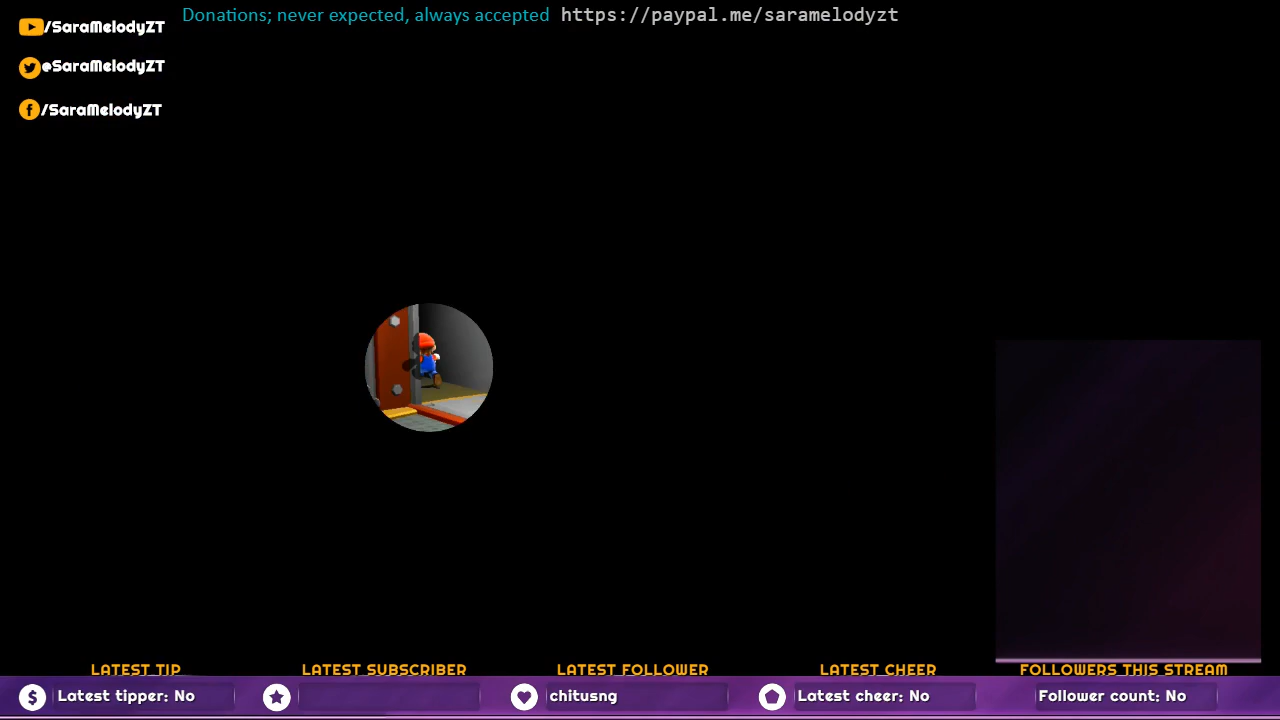 Donations; never expected, always accepted https://paypal.me/saramelodyzt
/SaraMelodyZT
@SaraMelodyZT
/SaraMelodyZT
LATEST TIP
LATEST SUBSCRIBER
LATEST FOLLOWER
LATEST CHEER
FOLLOWERS THIS STREAM
Latest tipper: No
chitusng
Latest cheer: No
Follower count: No